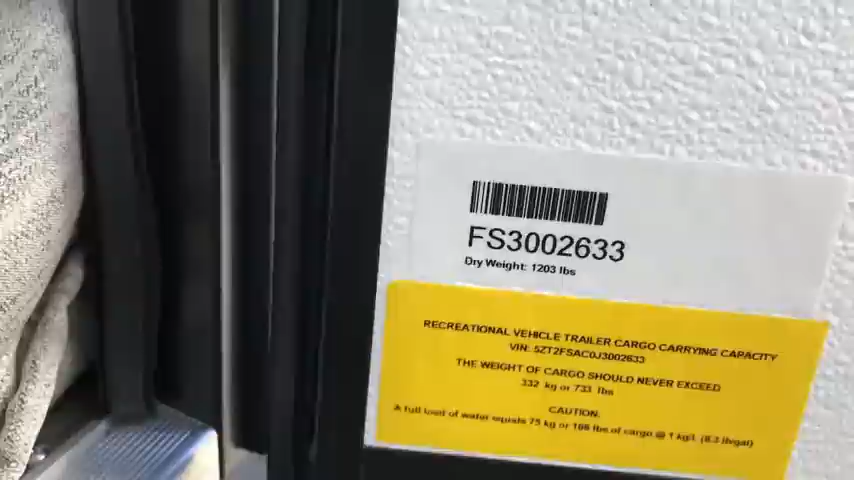 FS3002633
Dry Weight: 1203 lbs
RECREATIONAL VEHICLE TRAILER CARGO CARRYING CAPACITY
VIN: 5ZT2FSAC0J3002633
THE WEIGHT OF CARGO SHOULD NEVER EXCEED
332 kg or 733 lbs
CAUTION:
A full load of water equals 75 kg or 166 lbs of cargo @ 1 kg/L (8.3 lb/gal)